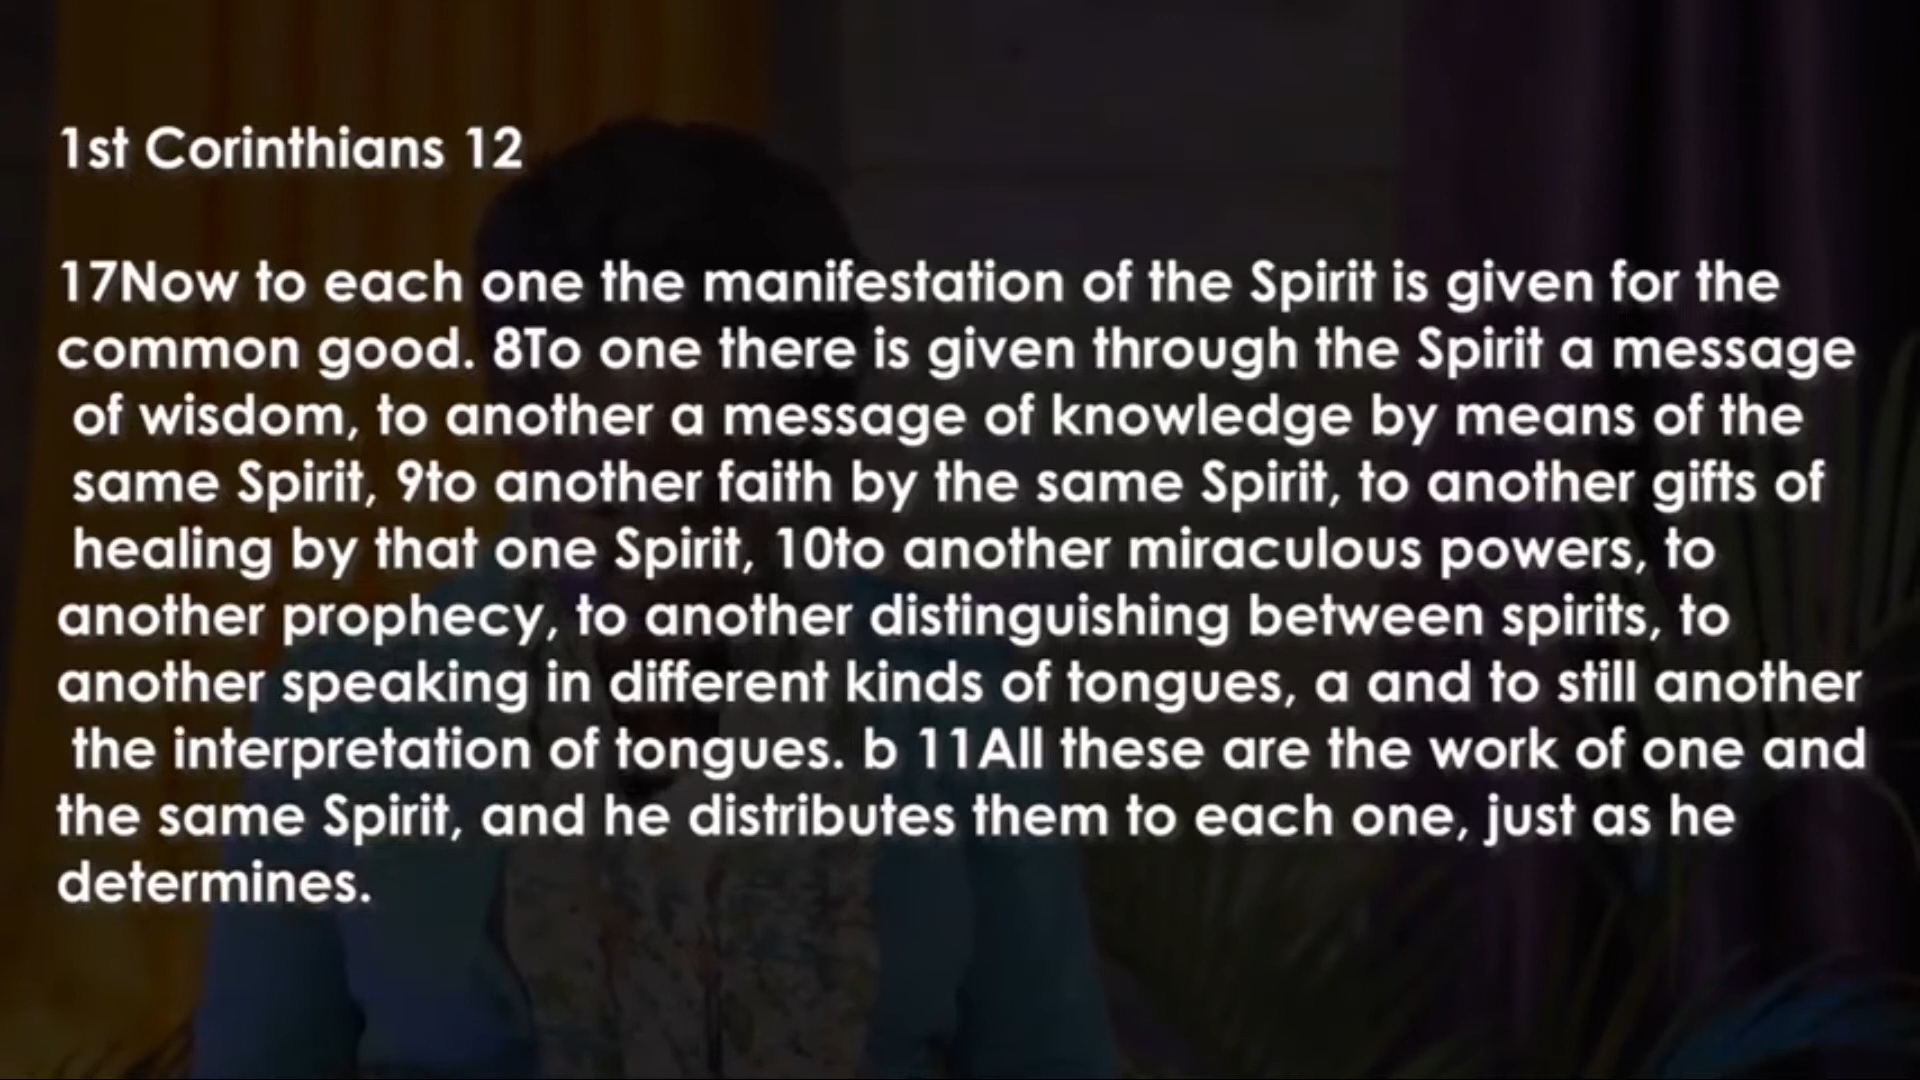 1st Corinthians 12
17Now to each one the manifestation of the Spirit is given for the
common good. 8To one there is given through the Spirit a message
of wisdom, to another a message of knowledge by means of the
same Spirit, 9to another faith by the same Spirit, to another gifts of
healing by that one Spirit, 10to another miraculous powers, to
another prophecy, to another distinguishing between spirits, to
another speaking in different kinds of tongues, a and to still another
the interpretation of tongues. b 11All these are the work of one and
the same Spirit, and he distributes them to each one, just as he
determines.